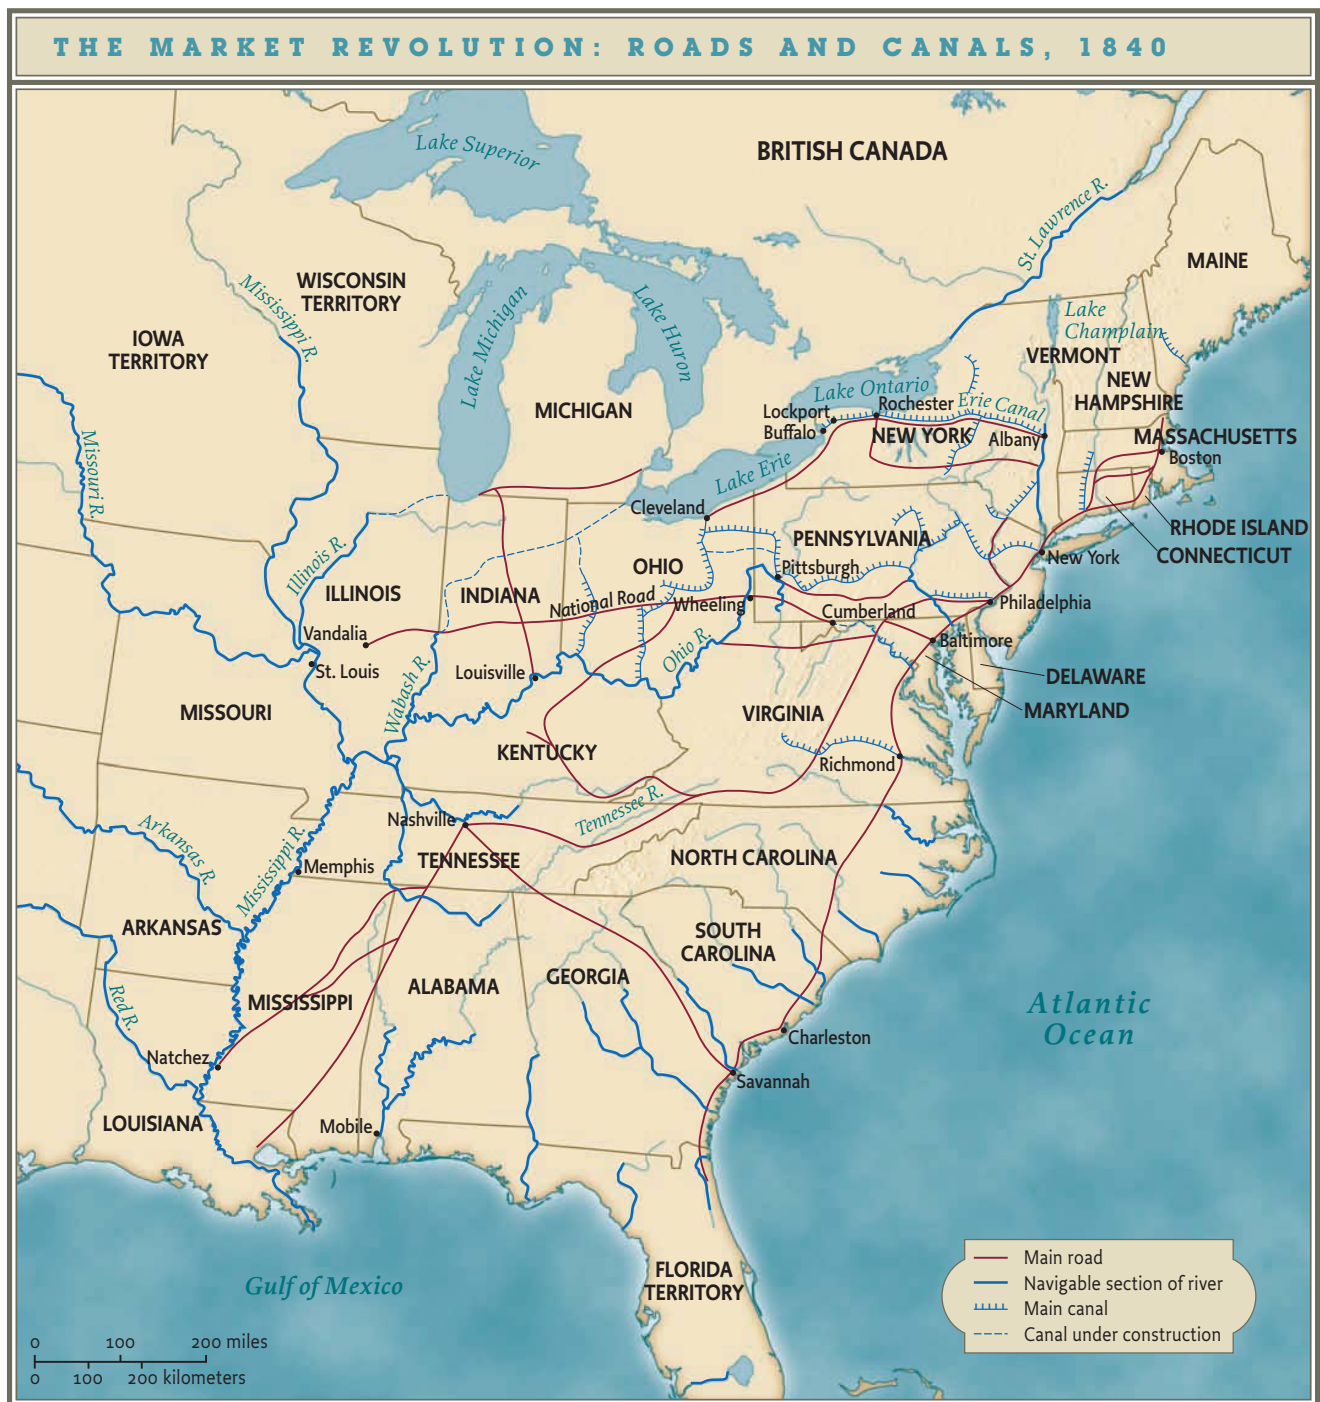 THE MARKET REVOLUTION: ROADS AND CANALS, 1840
Lake Superior
BRITISH CANADA
St. Lawrence R.
MAINE
WISCONSIN
TERRITORY
Mississippi R.
Lake Michigan
Lake Huron
Lake
Champlain
IOWA
TERRITORY
VERMONT
NEW
HAMPSHIRE
Lake Ontario
Rochester
Erie Canal
MICHIGAN
Lockport
Buffalo
NEW YORK
Albany
MASSACHUSETTS
Boston
Missouri R.
Lake Erie
Cleveland
RHODE ISLAND
CONNECTICUT
PENNSYLVANIA
New York
Illinois R.
OHIO
Pittsburgh
ILLINOIS
INDIANA
National Road
Wheeling
Cumberland
Philadelphia
Vandalia
Ohio R.
Baltimore
St. Louis
Wabash R.
Louisville
DELAWARE
MARYLAND
MISSOURI
VIRGINIA
KENTUCKY
Richmond
Tennessee R.
Nashville
Arkansas R.
Mississippi R.
Memphis
TENNESSEE
NORTH CAROLINA
ARKANSAS
SOUTH
CAROLINA
Red R.
MISSISSIPPI
ALABAMA
GEORGIA
Atlantic
Ocean
Charleston
Natchez
Savannah
LOUISIANA
Mobile
Gulf of Mexico
FLORIDA
TERRITORY
Main road
Navigable section of river
Main canal
Canal under construction
0 100 200 miles
0 100 200 kilometers